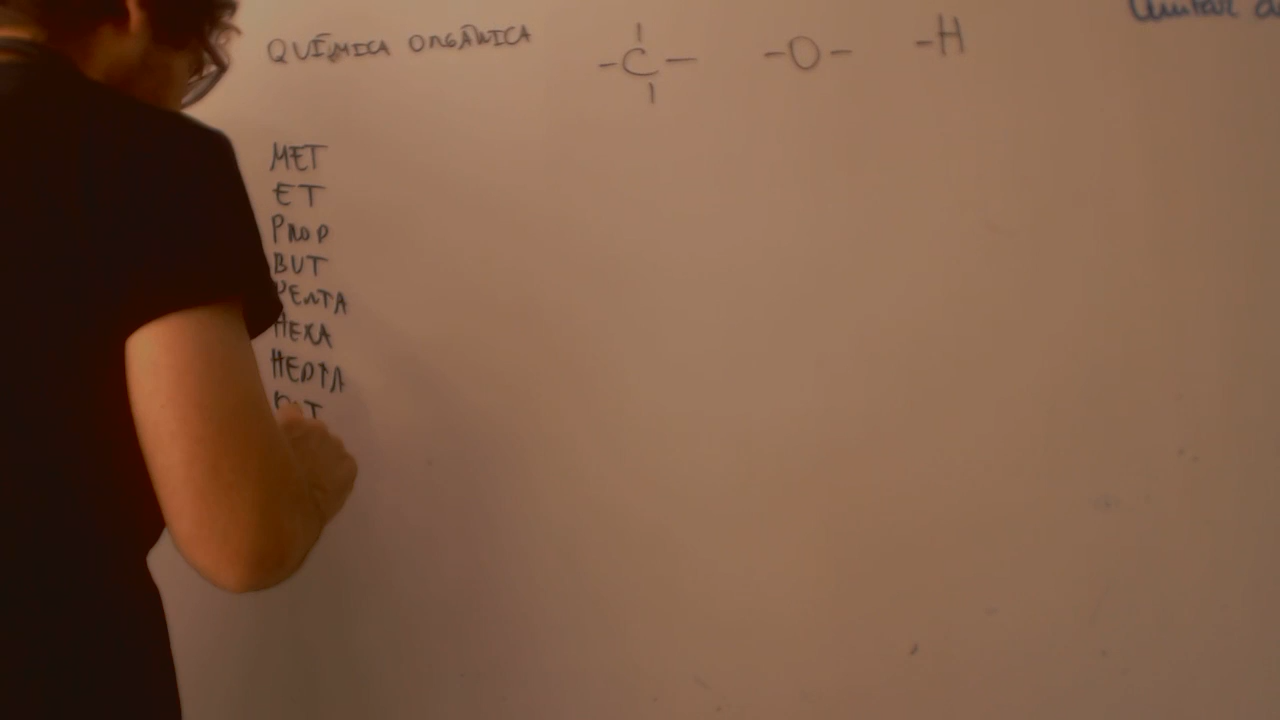 QUÍMICA ORGÂNICA
-C-
-O-
-H
MET
ET
PROP
BUT
PENTA
HEXA
HEPTA